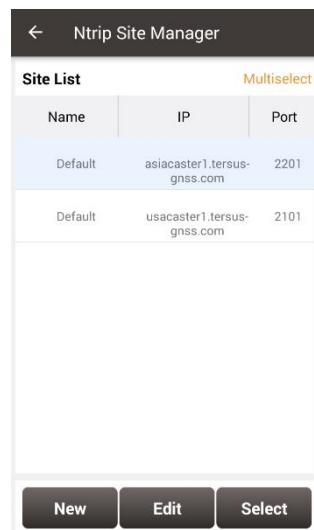 Ntrip Site Manager
Site List Multiselect
Name IP Port
Default asiacaster1.tersus- 2201
gnss.com
Default usacaster1.tersus- 2101
gnss.com
New Edit Select